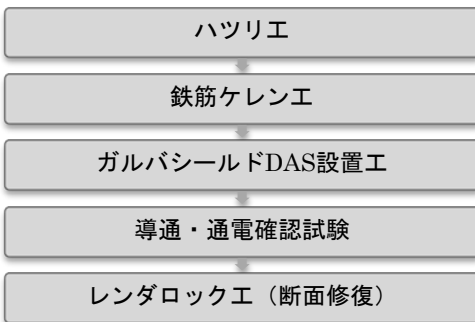 ハツリ工
鉄筋ケレン工
ガルバシールドDAS設置工
導通・通電確認試験
レンダロック工（断面修復）